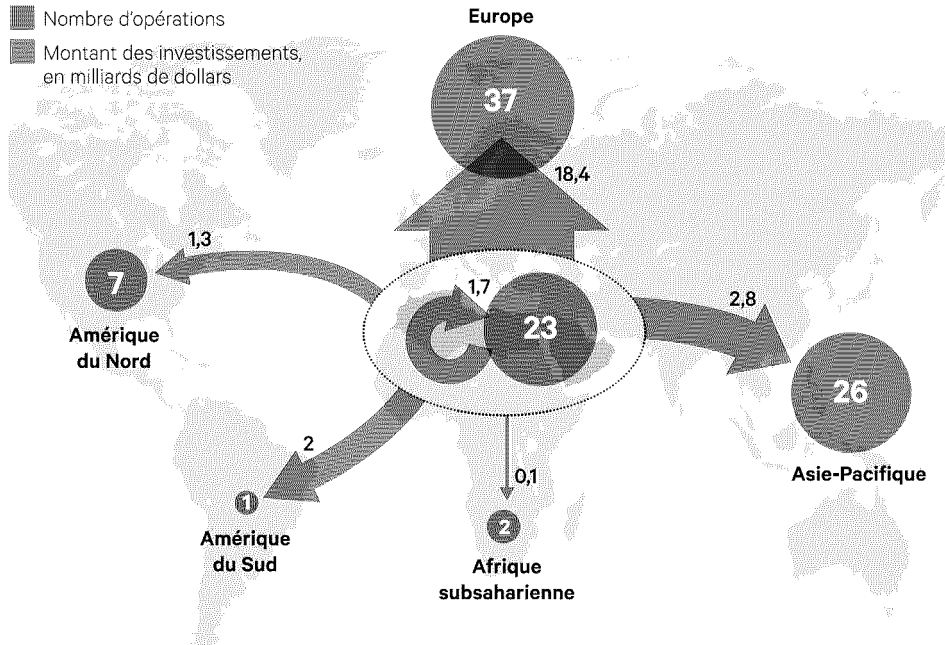 Nombre d'opérations
Montant des investissements,
en milliards de dollars
Europe
37
18,4
1,3
7
Amérique
du Nord
1,7
23
2,8
26
Asie-Pacifique
2
1
Amérique
du Sud
0,1
2
Afrique
subsaharienne